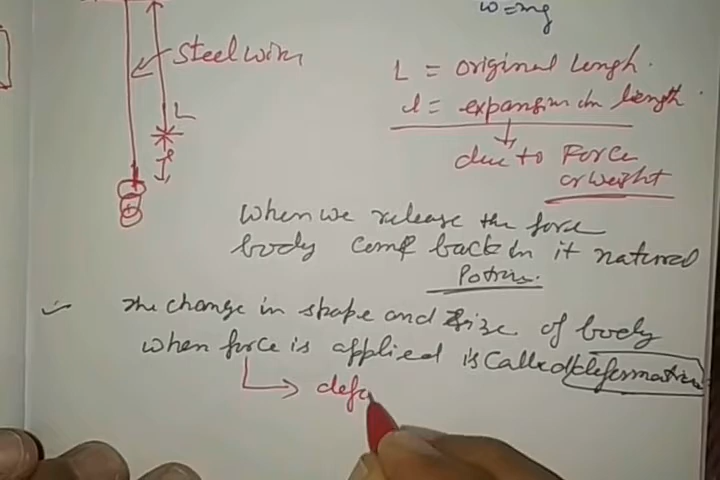 w = mg
Steel wire
L = original length.
l = expansion in length.
L
l
due to Force
or weight
When we release the force
body come back in it natural
The change in shape and size of body
when force is applied is called deformation
defo